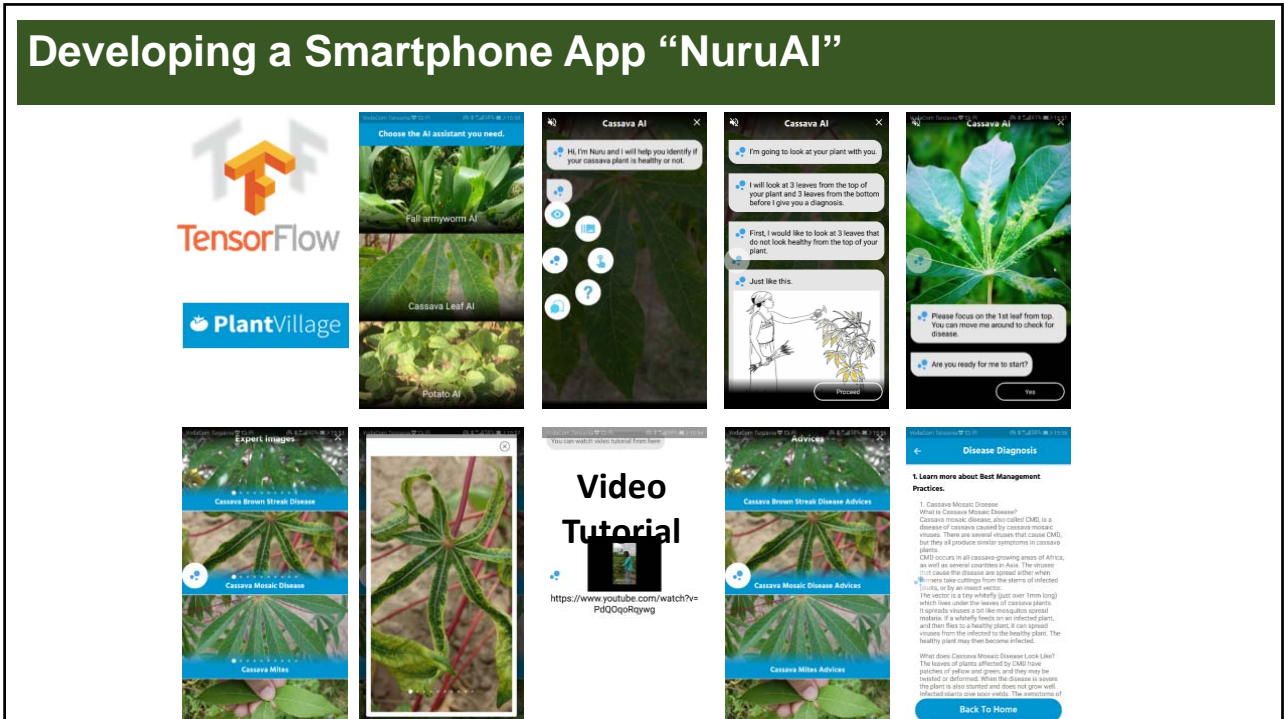 Developing a Smartphone App “NuruAI”
TensorFlow
PlantVillage
Choose the AI assistant you need.
Fall armyworm AI
Cassava Leaf AI
Potato AI
Cassava AI
Hi, I'm Nuru and I will help you identify if
your cassava plant is healthy or not.
Cassava AI
I'm going to look at your plant with you.
I will look at 3 leaves from the top of
your plant and 3 leaves from the bottom
before I give you a diagnosis.
First, I would like to look at 3 leaves that
do not look healthy from the top of your
plant.
Just like this.
Proceed
Cassava AI
Please focus on the 1st leaf from top.
You can move me around to check for
disease.
Are you ready for me to start?
Yes
Expert Images
Cassava Brown Streak Disease
Cassava Mosaic Disease
Cassava Mites
You can watch video tutorial from here
Video
Tutorial
https://www.youtube.com/watch?v=
PdQOqoRqywg
Advices
Cassava Brown Streak Disease Advices
Cassava Mosaic Disease Advices
Cassava Mites Advices
Disease Diagnosis
1. Learn more about Best Management
Practices.
1. Cassava Mosaic Disease
What is Cassava Mosaic Disease?
Cassava mosaic disease, also called CMD, is a
disease of cassava caused by cassava mosaic
viruses. There are several viruses that cause CMD,
but they all produce similar symptoms in cassava
plants.
CMD occurs in all cassava-growing areas of Africa,
as well as several countries in Asia. The viruses
that cause the disease are spread either when
farmers take cuttings from the stems of infected
plants, or by an insect vector.
The vector is a tiny whitefly (just over 1mm long)
which lives under the leaves of cassava plants.
It spreads viruses a bit like mosquitos spread
malaria. If a whitefly feeds on an infected plant,
and then flies to a healthy plant, it can spread
viruses from the infected to the healthy plant. The
healthy plant may then become infected.
What does Cassava Mosaic Disease Look Like?
The leaves of plants affected by CMD have
patches of yellow and green, and they may be
twisted or deformed. When the disease is severe
the plant is also stunted and does not grow well.
Infected plants give poor yields. The symptoms of
Back To Home